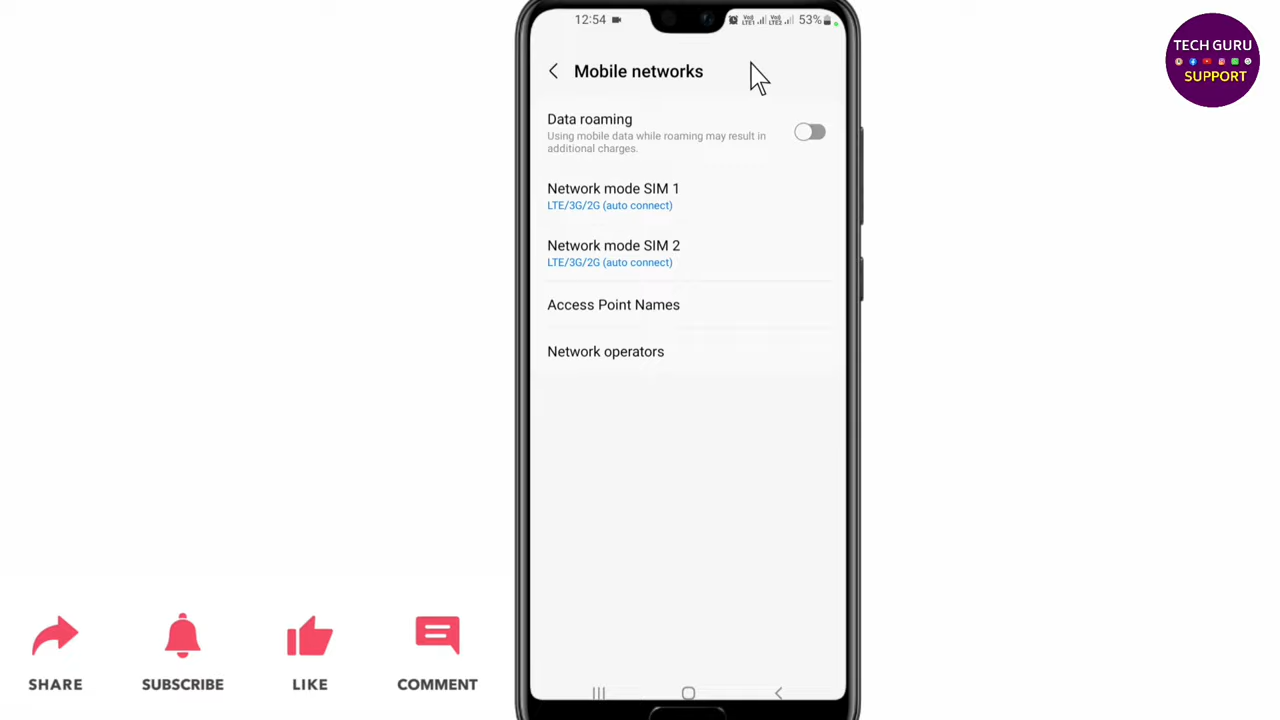 12:54
VoLTE1 VoLTE2 53%
TECH GURU
SUPPORT
Mobile networks
Data roaming
Using mobile data while roaming may result in
additional charges.
Network mode SIM 1
LTE/3G/2G (auto connect)
Network mode SIM 2
LTE/3G/2G (auto connect)
Access Point Names
Network operators
SHARE
SUBSCRIBE
LIKE
COMMENT